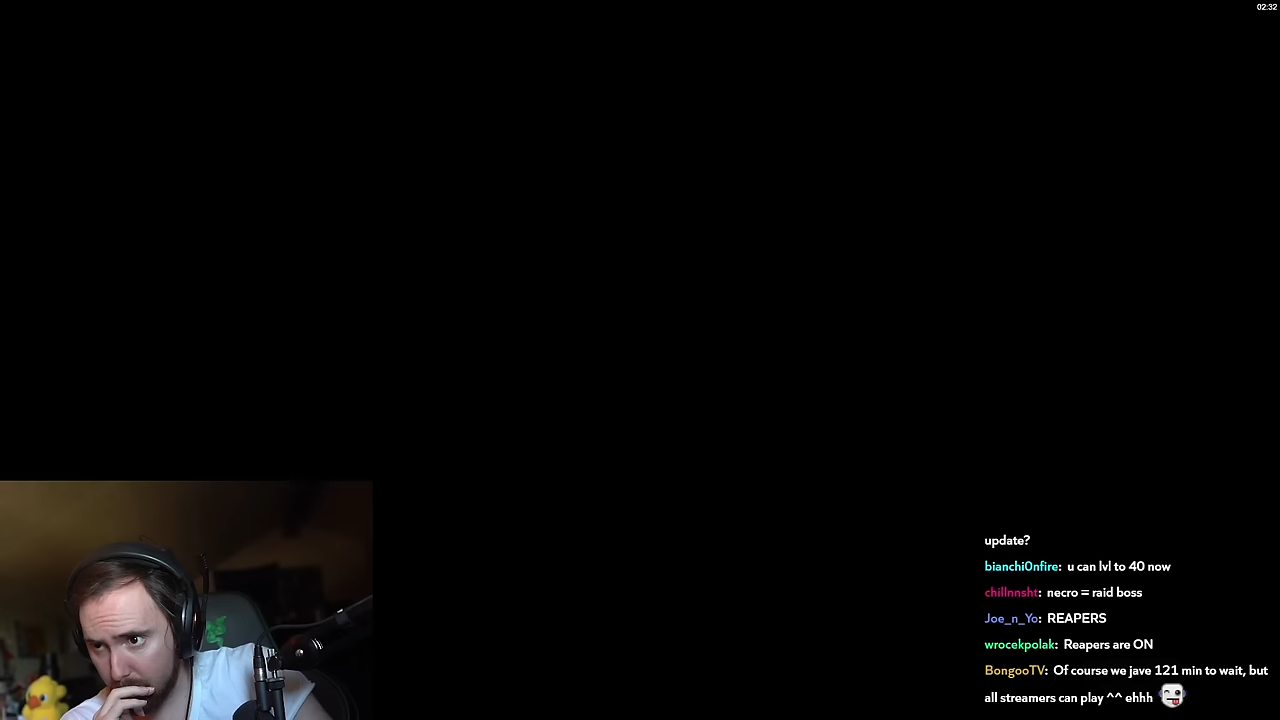 02:32
update?
bianchi0nfire: u can lvl to 40 now
chillnnsht: necro = raid boss
Joe_n_Yo: REAPERS
wrocekpolak: Reapers are ON
BongooTV: Of course we jave 121 min to wait, but
all streamers can play ^^ ehhh